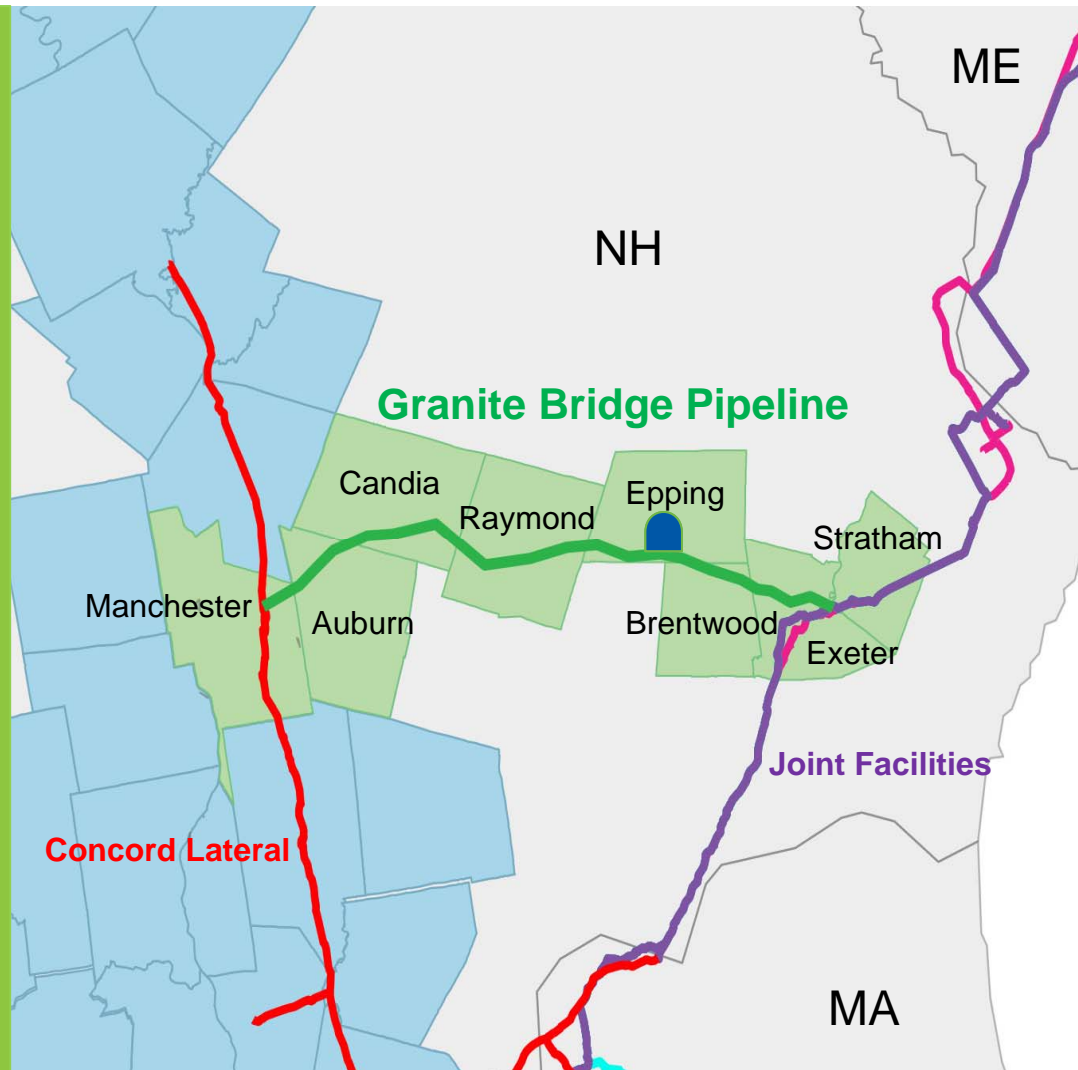 ME
NH
Granite Bridge Pipeline
Candia
Epping
Raymond
Stratham
Manchester
Auburn
Brentwood
Exeter
Joint Facilities
Concord Lateral
MA